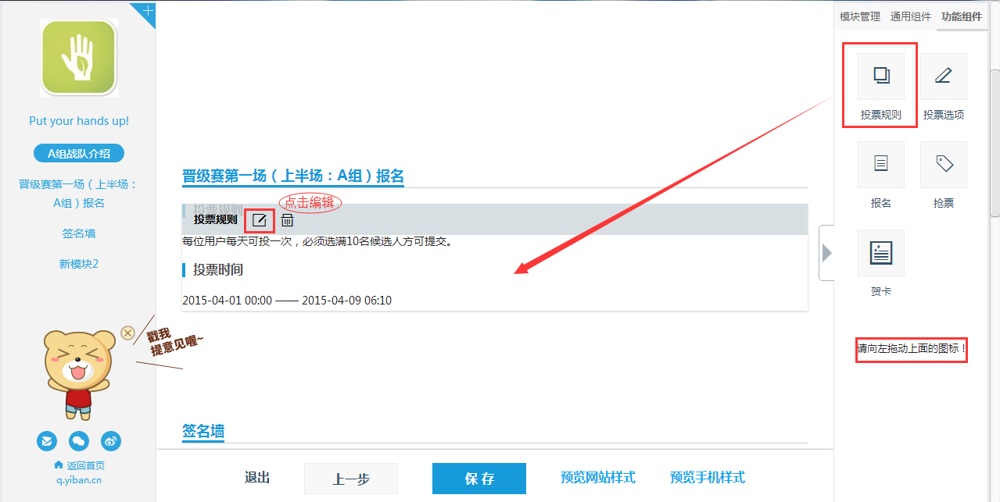 Put your hands up!
A组战队介绍
晋级赛第一场（上半场：
A组）报名
签名墙
新模块2
戳我
提意见喔~
返回首页
q.yiban.cn
晋级赛第一场（上半场：A组）报名
点击编辑
投票规则
投票规则
每位用户每天可投一次，必须选满10名候选人方可提交。
投票时间
2015-04-01 00:00 —— 2015-04-09 06:10
签名墙
退出
上一步
保 存
预览网站样式
预览手机样式
模块管理
通用组件
功能组件
投票规则
投票选项
报名
抢票
贺卡
请向左拖动上面的图标！